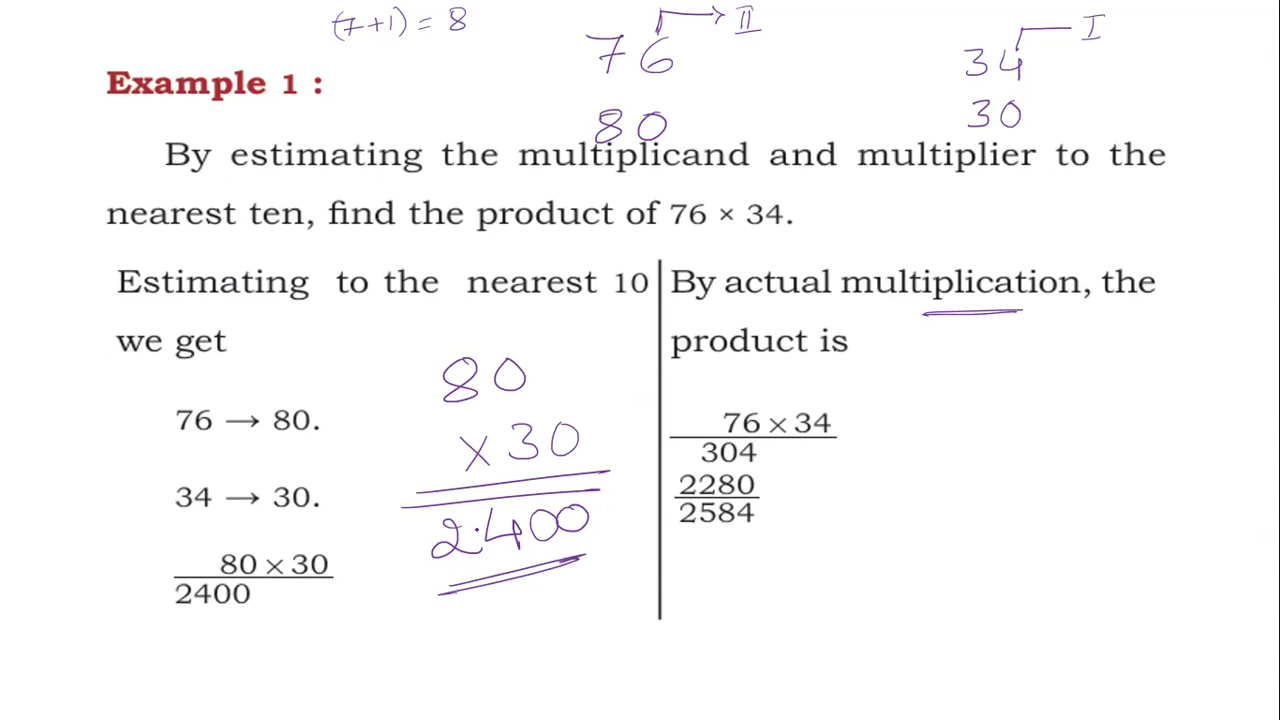 (7+1) = 8
76 → II
80
34 I
30
Example 1 :
By estimating the multiplicand and multiplier to the
nearest ten, find the product of 76 × 34.
Estimating to the nearest 10
we get
76 → 80.
34 → 30.
80 × 30
2400
80
× 30
2400
By actual multiplication, the
product is
76 × 34
304
2280
2584